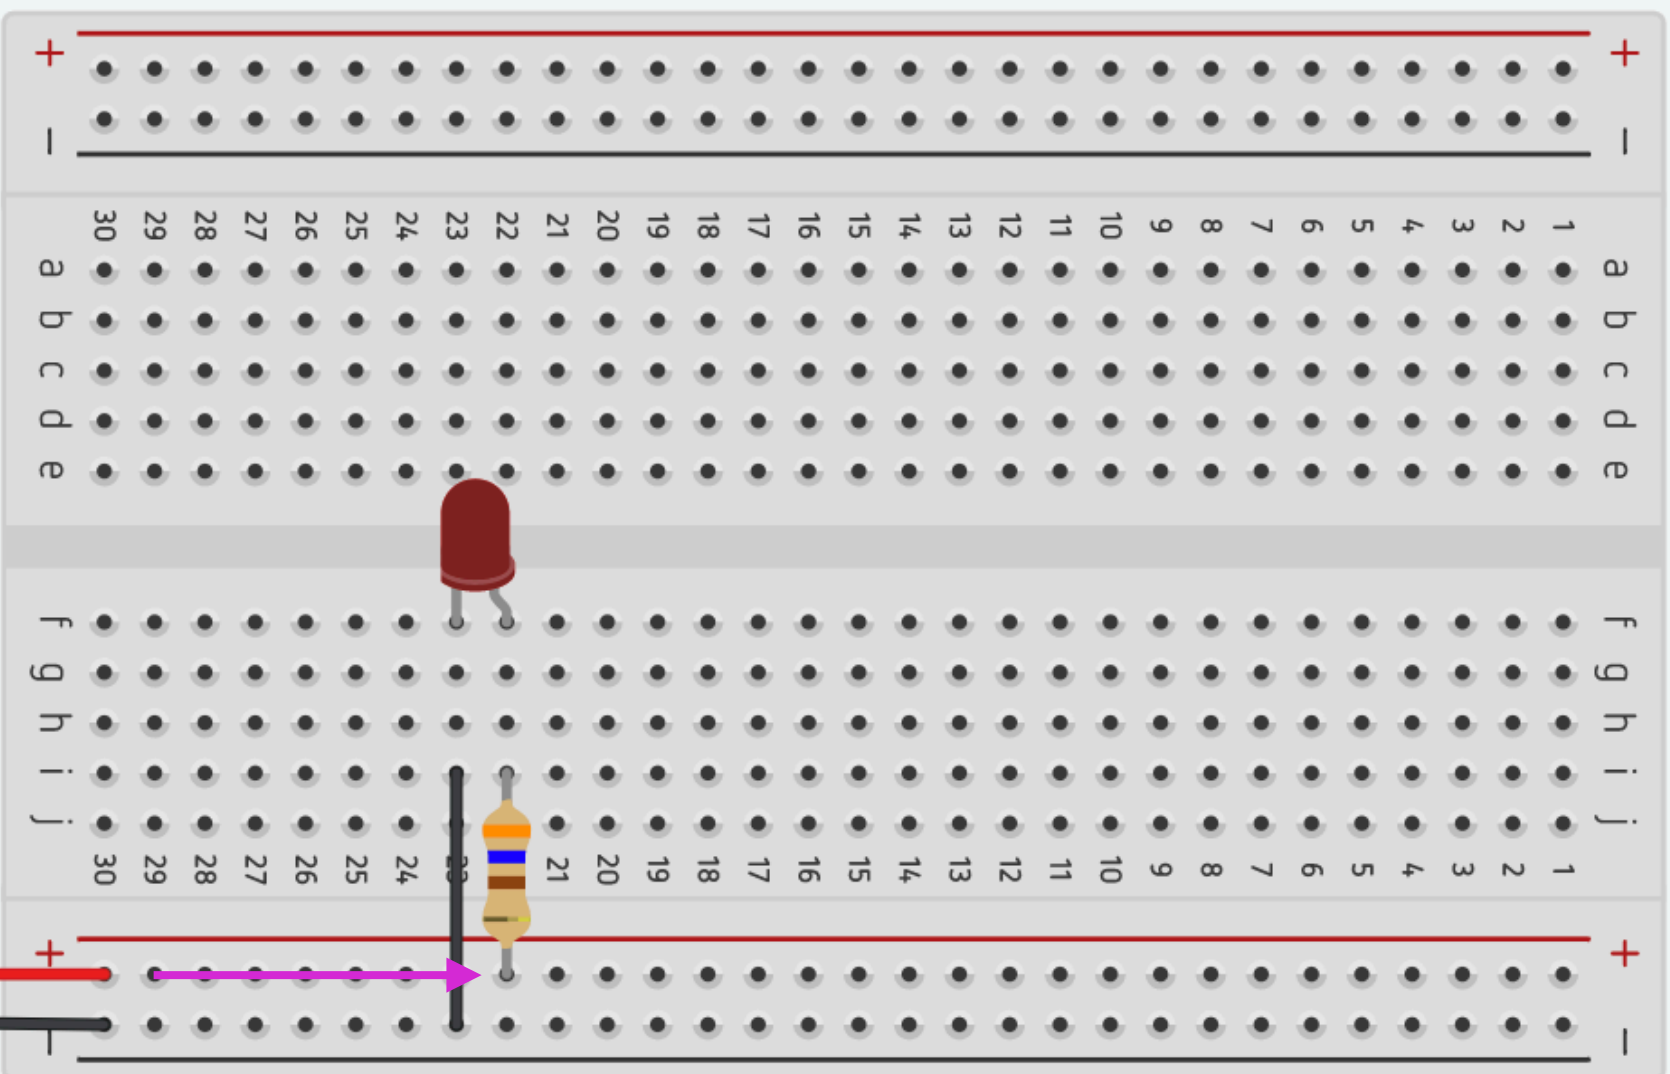 + +
— —
30 29 28 27 26 25 24 23 22 21 20 19 18 17 16 15 14 13 12 11 10 9 8 7 6 5 4 3 2 1
a a
b b
c c
d d
e e
f f
g g
h h
i i
j j
30 29 28 27 26 25 24 21 20 19 18 17 16 15 14 13 12 11 10 9 8 7 6 5 4 3 2 1
+ +
— —